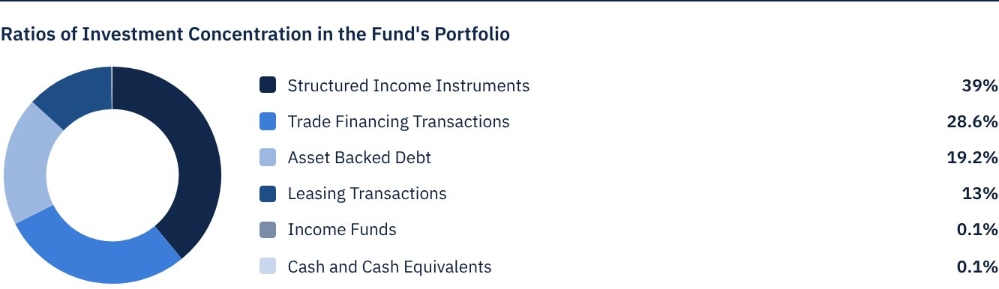 Ratios of Investment Concentration in the Fund's Portfolio
Structured Income Instruments 39%
Trade Financing Transactions 28.6%
Asset Backed Debt 19.2%
Leasing Transactions 13%
Income Funds 0.1%
Cash and Cash Equivalents 0.1%